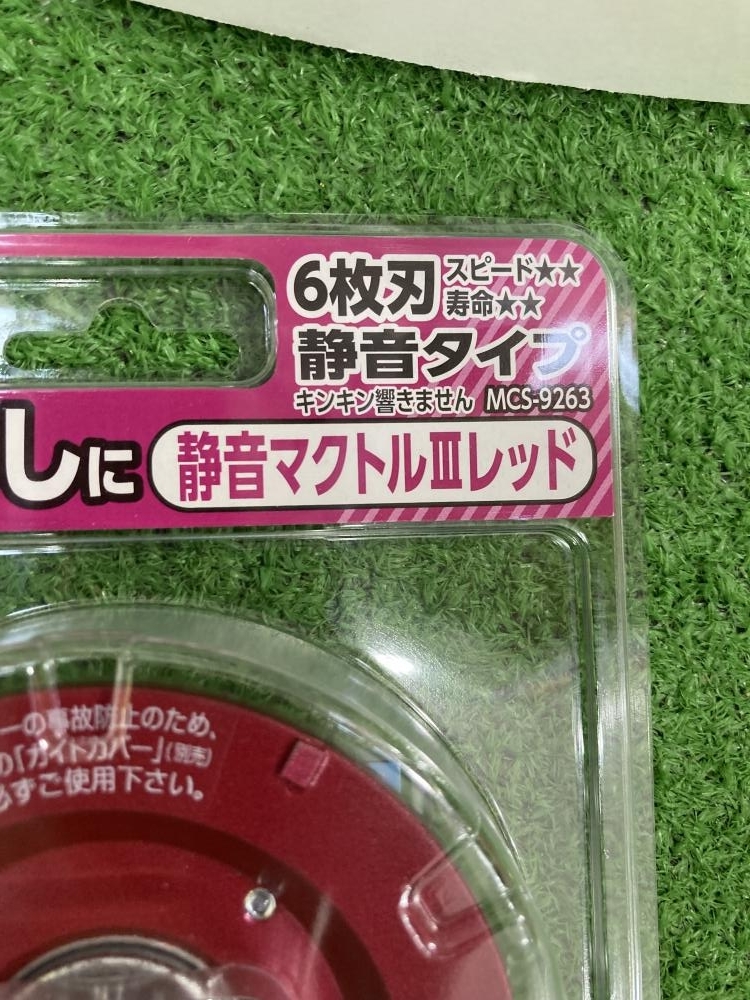 6枚刃 スピード★★
寿命★★
静音タイプ
キンキン響きません MCS-9263
しに 静音マクトルⅢレッド
ーの事故防止のため、
の「ガイドカバー」(別売)
必ずご使用下さい。